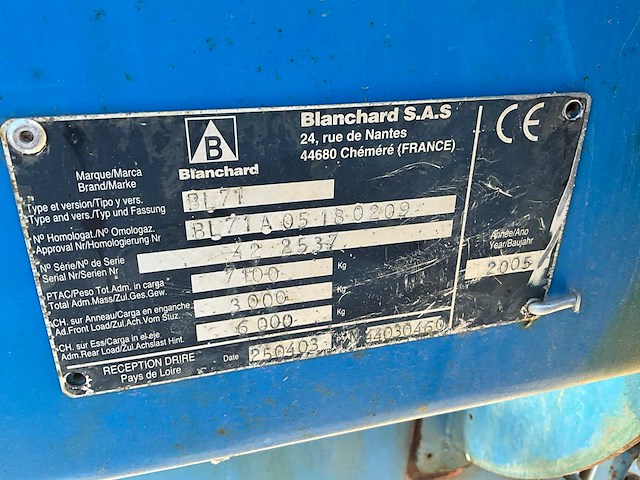 B
Blanchard
Blanchard S.A.S
24, rue de Nantes
44680 Chéméré (FRANCE)
CE
Marque/Marca
Brand/Marke
Type et version/Tipo y vers.
Type and vers./Typ und Fassung
BL71
Nº Homologat./Nº Omologaz.
Approval Nr/Homologierung Nr
BL71A 05 18 0209
Nº Série/Nº de Serie
Serial Nr/Serien Nr
42 2537
PTAC/Peso Tot.Adm. in carga
Total Adm.Mass/Zul.Ges.Gew.
7100
Kg
CH. sur Anneau/Carga en enganche
Ad.Front Load/Zul.Ach.Vom Stuz.
3000
Kg
CH. sur Ess/Carga in el eje
Adm.Rear Load/Zul.Achslast Hint.
6000
Kg
Année/Ano
Year/Baujahr
2005
RECEPTION DRIRE
Pays de Loire
Date
250403
44030460